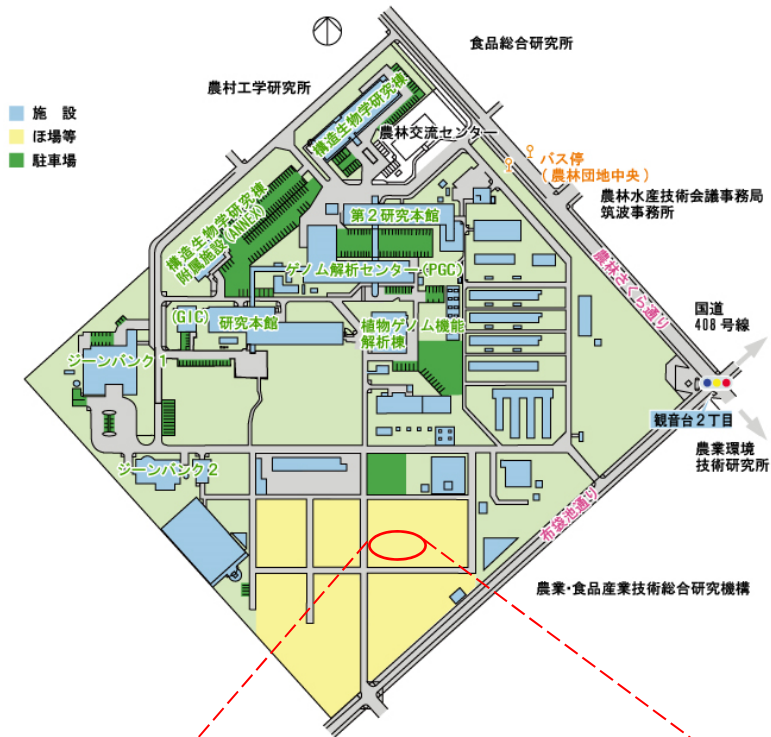 食品総合研究所
農村工学研究所
施 設
ほ場等
駐車場
構造生物学研究棟
農林交流センター
バス停
(農林団地中央)
農林水産技術会議事務局
筑波事務所
構造生物学研究棟
附属施設(ANNEX)
第2研究本館
ゲノム解析センター(PGC)
農林さくら通り
国道
408号線
(GIC)
研究本館
植物ゲノム機能
解析棟
ジーンバンク1
観音台2丁目
農業環境
技術研究所
ジーンバンク2
布袋池通り
農業・食品産業技術総合研究機構